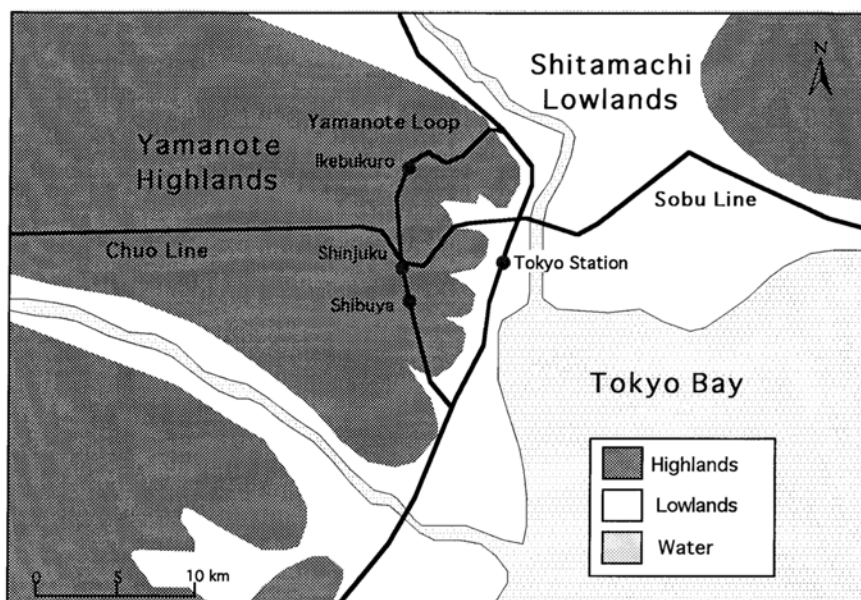 N
Shitamachi
Lowlands
Yamanote Loop
Yamanote
Highlands
Ikebukuro
Sobu Line
Chuo Line
Shinjuku
Tokyo Station
Shibuya
Tokyo Bay
Highlands
Lowlands
Water
0 5 10 km